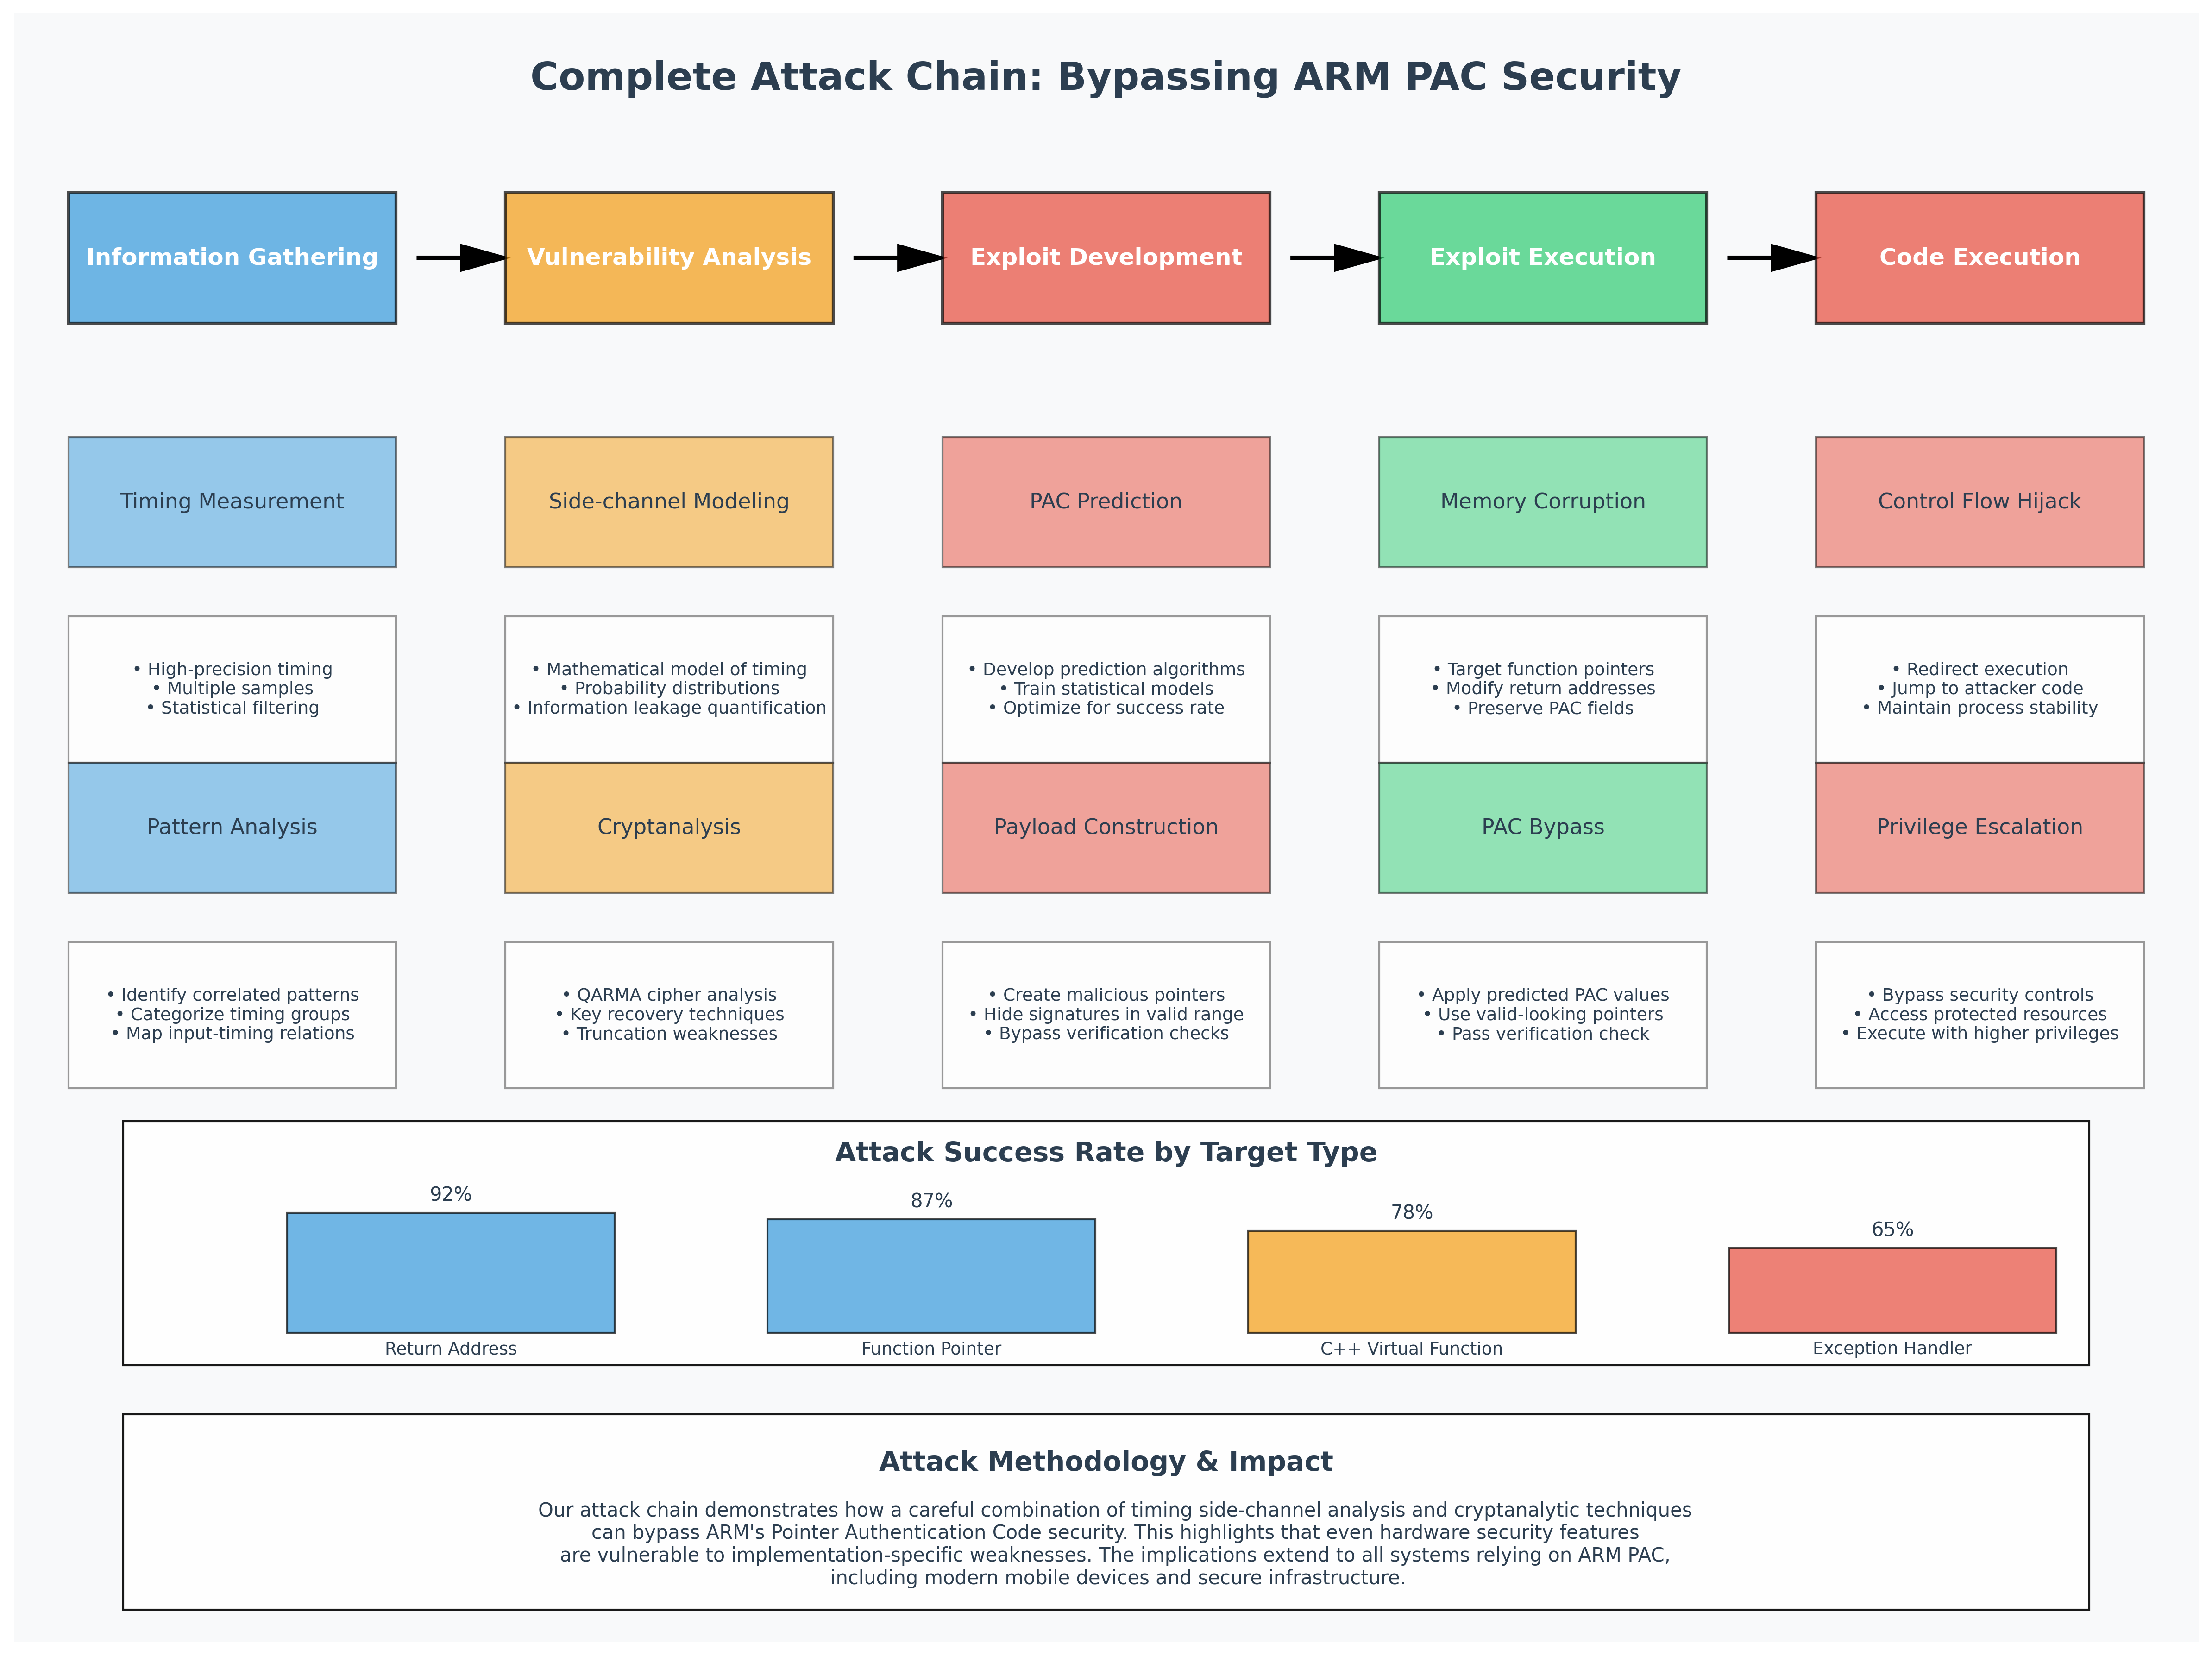 Complete Attack Chain: Bypassing ARM PAC Security
Information Gathering
Vulnerability Analysis
Exploit Development
Exploit Execution
Code Execution
Timing Measurement
Side-channel Modeling
PAC Prediction
Memory Corruption
Control Flow Hijack
• High-precision timing
• Multiple samples
• Statistical filtering
• Mathematical model of timing
• Probability distributions
• Information leakage quantification
• Develop prediction algorithms
• Train statistical models
• Optimize for success rate
• Target function pointers
• Modify return addresses
• Preserve PAC fields
• Redirect execution
• Jump to attacker code
• Maintain process stability
Pattern Analysis
Cryptanalysis
Payload Construction
PAC Bypass
Privilege Escalation
• Identify correlated patterns
• Categorize timing groups
• Map input-timing relations
• QARMA cipher analysis
• Key recovery techniques
• Truncation weaknesses
• Create malicious pointers
• Hide signatures in valid range
• Bypass verification checks
• Apply predicted PAC values
• Use valid-looking pointers
• Pass verification check
• Bypass security controls
• Access protected resources
• Execute with higher privileges
Attack Success Rate by Target Type
92%
87%
78%
65%
Return Address
Function Pointer
C++ Virtual Function
Exception Handler
Attack Methodology & Impact
Our attack chain demonstrates how a careful combination of timing side-channel analysis and cryptanalytic techniques
can bypass ARM's Pointer Authentication Code security. This highlights that even hardware security features
are vulnerable to implementation-specific weaknesses. The implications extend to all systems relying on ARM PAC,
including modern mobile devices and secure infrastructure.